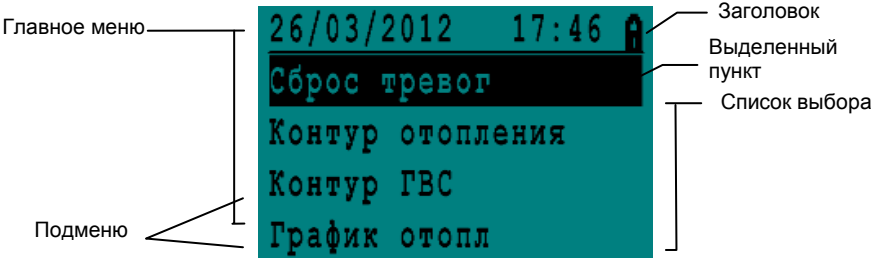 Главное меню
26/03/2012 17:46
Заголовок
Сброс тревог
Выделенный
пункт
Список выбора
Контур отопления
Контур ГВС
Подменю
График отопл